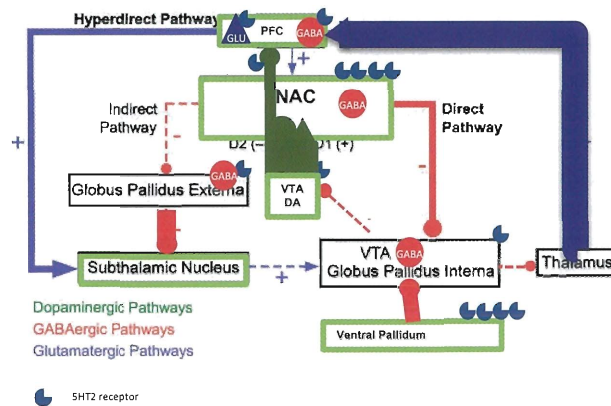 Hyperdirect Pathway
GLU
PFC
GABA
+
NAC
GABA
Indirect
Pathway
Direct
Pathway
+
+
-
-
D2 (–
D1 (+)
GABA
Globus Pallidus Externa
VTA
DA
-
-
VTA
GABA
Globus Pallidus Interna
Thalamus
Subthalamic Nucleus
+
-
-
Ventral Pallidum
Dopaminergic Pathways
GABAergic Pathways
Glutamatergic Pathways
5HT2 receptor